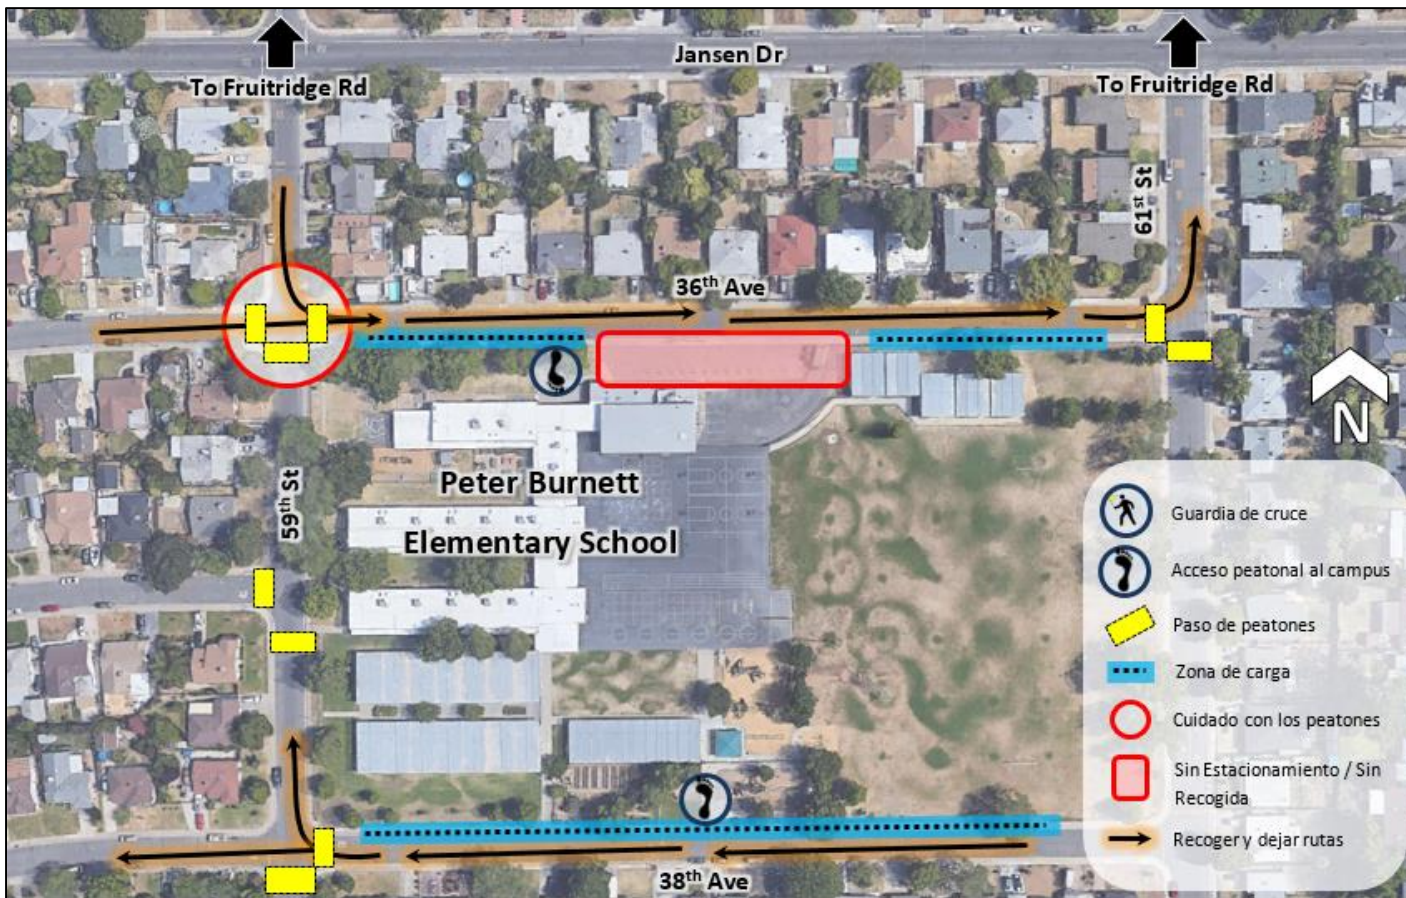 Jansen Dr
To Fruitridge Rd
To Fruitridge Rd
61st St
36th Ave
N
59th St
Peter Burnett
Elementary School
Guardia de cruce
Acceso peatonal al campus
Paso de peatones
Zona de carga
Cuidado con los peatones
Sin Estacionamiento / Sin
Recogida
Recoger y dejar rutas
38th Ave